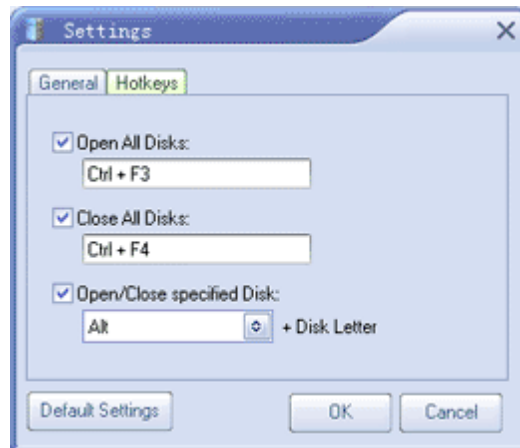 Settings
General Hotkeys
Open All Disks:
Ctrl + F3
Close All Disks:
Ctrl + F4
Open/Close specified Disk:
Alt + Disk Letter
Default Settings OK Cancel